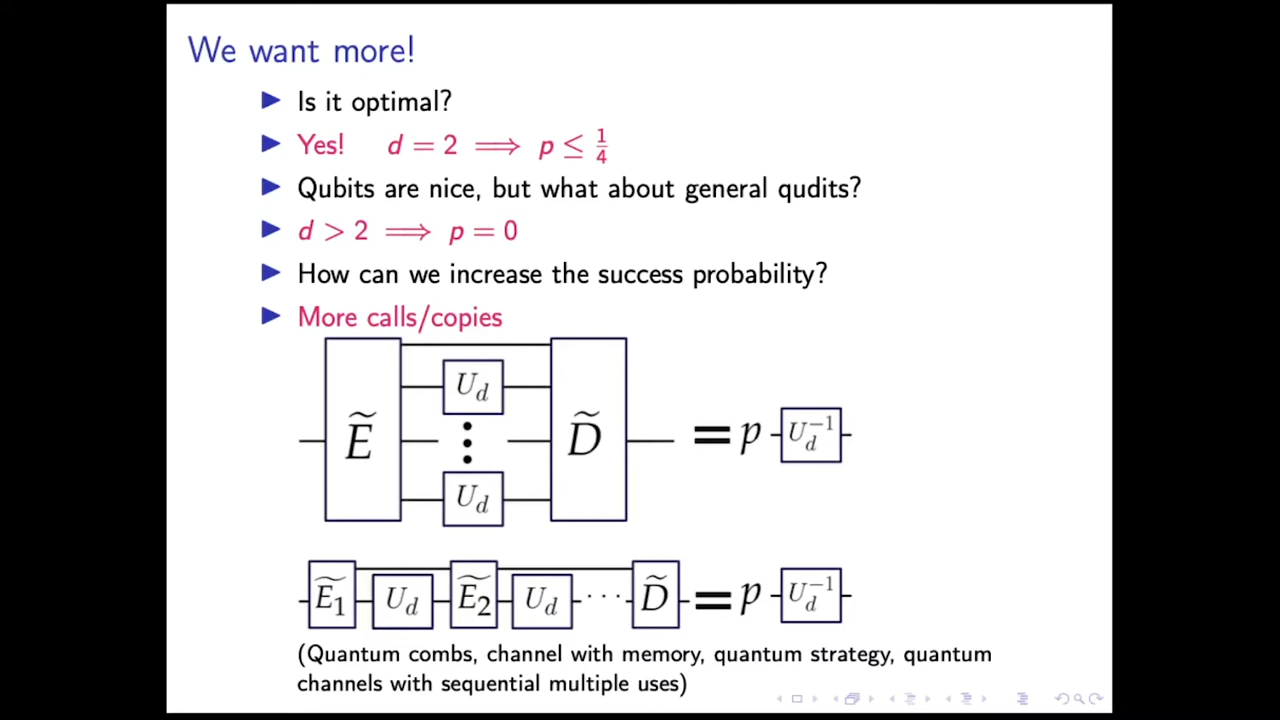 We want more!
Is it optimal?
Yes! d = 2 ⟹ p ≤ 1/4
Qubits are nice, but what about general qudits?
d > 2 ⟹ p = 0
How can we increase the success probability?
More calls/copies
Ẽ U_d ⋮ U_d D̃ = p U_d^{-1}
Ẽ_1 U_d Ẽ_2 U_d ··· D̃ = p U_d^{-1}
(Quantum combs, channel with memory, quantum strategy, quantum
channels with sequential multiple uses)